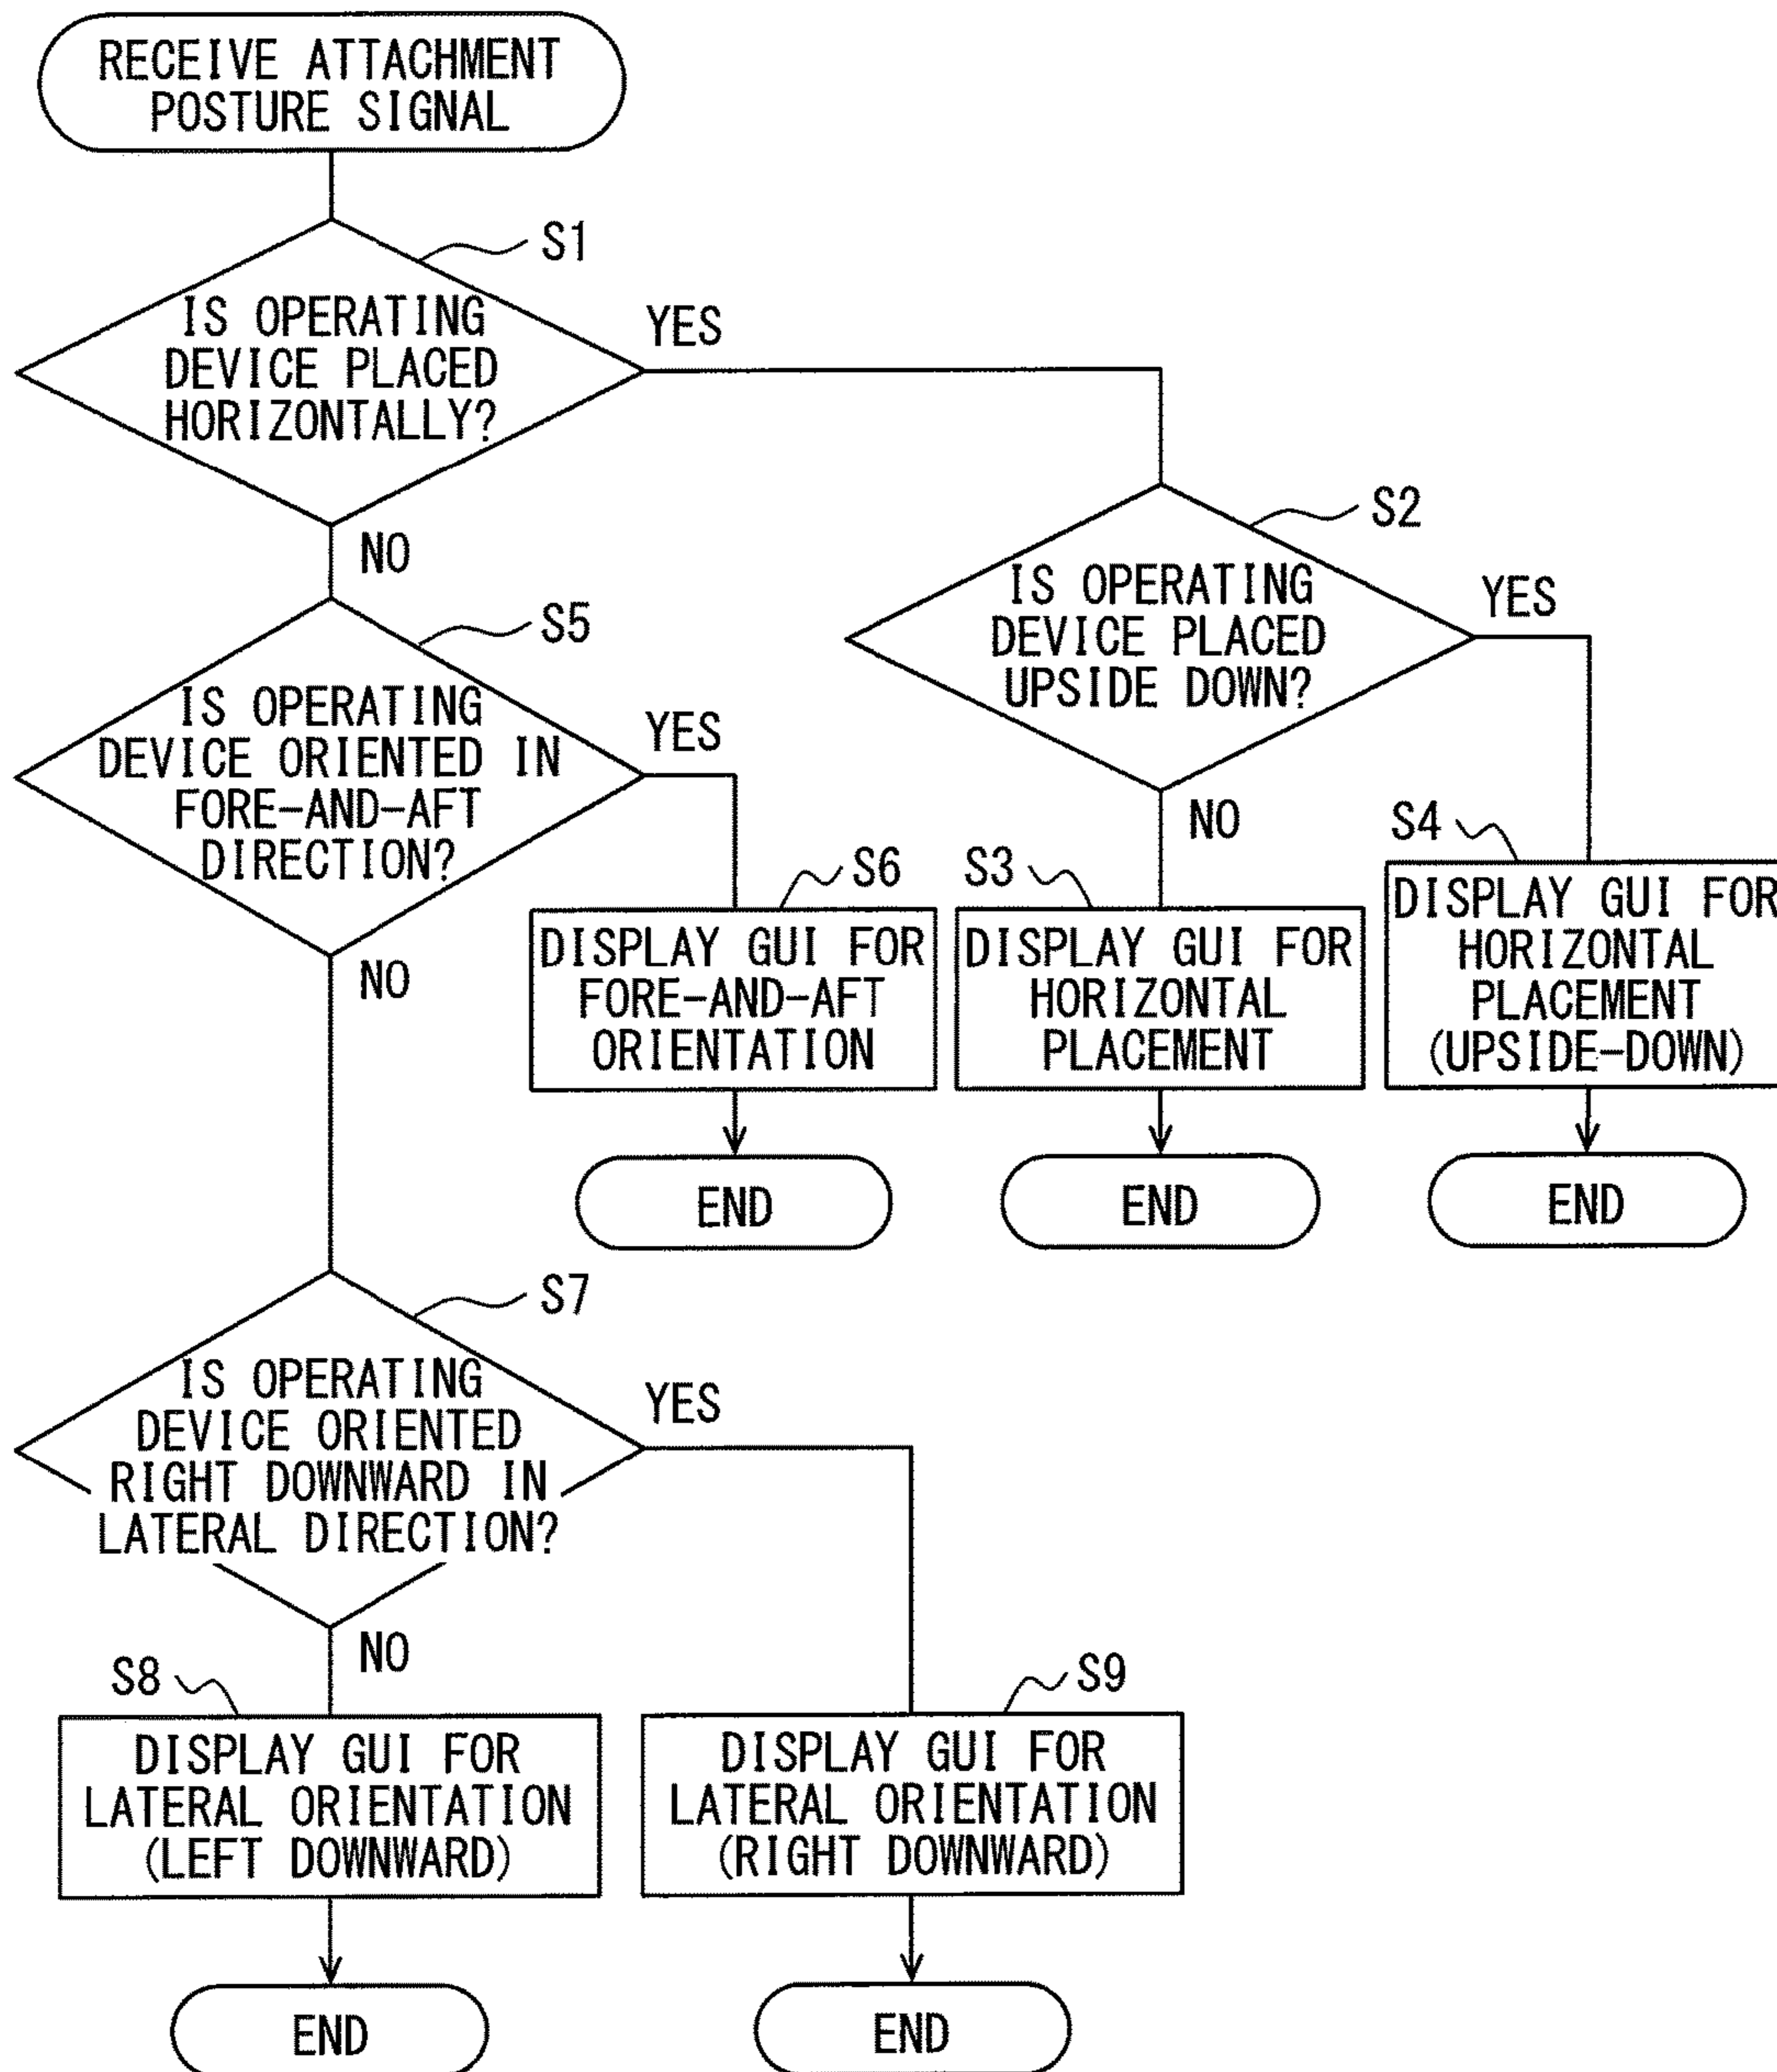 RECEIVE ATTACHMENT
POSTURE SIGNAL
S1
IS OPERATING
DEVICE PLACED
HORIZONTALLY?
YES
NO
S2
IS OPERATING
DEVICE PLACED
UPSIDE DOWN?
YES
NO
S5
IS OPERATING
DEVICE ORIENTED IN
FORE-AND-AFT
DIRECTION?
YES
NO
S6
DISPLAY GUI FOR
FORE-AND-AFT
ORIENTATION
END
S3
DISPLAY GUI FOR
HORIZONTAL
PLACEMENT
END
S4
DISPLAY GUI FOR
HORIZONTAL
PLACEMENT
(UPSIDE-DOWN)
END
S7
IS OPERATING
DEVICE ORIENTED
RIGHT DOWNWARD IN
LATERAL DIRECTION?
YES
NO
S8
DISPLAY GUI FOR
LATERAL ORIENTATION
(LEFT DOWNWARD)
END
S9
DISPLAY GUI FOR
LATERAL ORIENTATION
(RIGHT DOWNWARD)
END